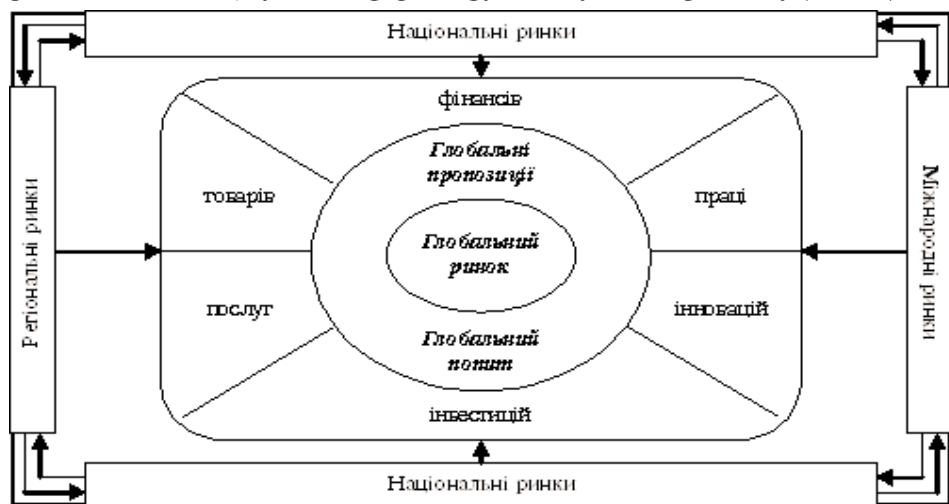 Національні ринки
фінансів
Глобальні
пропозиції
товарів
праці
Регіональні ринки
Глобальний
ринок
Міжнародні ринки
послуг
інновацій
Глобальний
попит
інвестицій
Національні ринки